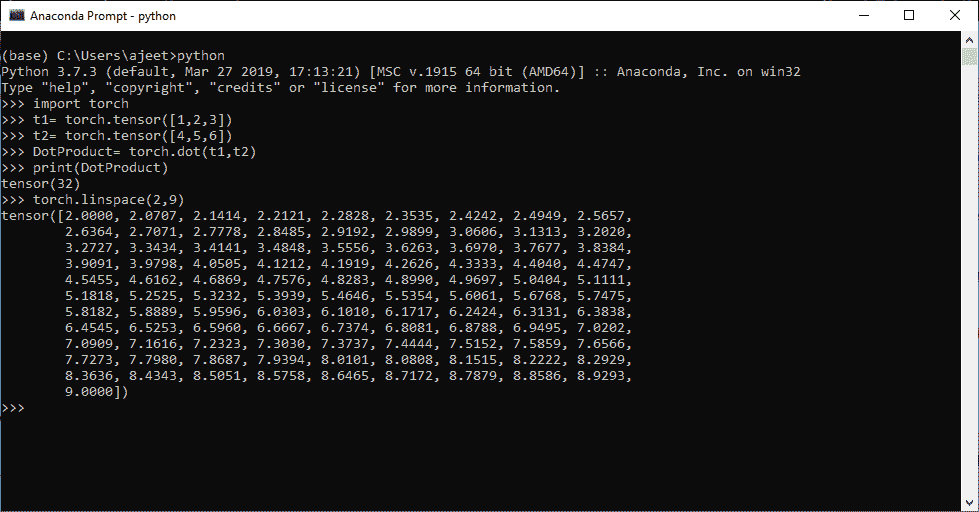 Anaconda Prompt - python
(base) C:\Users\ajeet>python
Python 3.7.3 (default, Mar 27 2019, 17:13:21) [MSC v.1915 64 bit (AMD64)] :: Anaconda, Inc. on win32
Type "help", "copyright", "credits" or "license" for more information.
>>> import torch
>>> t1= torch.tensor([1,2,3])
>>> t2= torch.tensor([4,5,6])
>>> DotProduct= torch.dot(t1,t2)
>>> print(DotProduct)
tensor(32)
>>> torch.linspace(2,9)
tensor([2.0000, 2.0707, 2.1414, 2.2121, 2.2828, 2.3535, 2.4242, 2.4949, 2.5657,
        2.6364, 2.7071, 2.7778, 2.8485, 2.9192, 2.9899, 3.0606, 3.1313, 3.2020,
        3.2727, 3.3434, 3.4141, 3.4848, 3.5556, 3.6263, 3.6970, 3.7677, 3.8384,
        3.9091, 3.9798, 4.0505, 4.1212, 4.1919, 4.2626, 4.3333, 4.4040, 4.4747,
        4.5455, 4.6162, 4.6869, 4.7576, 4.8283, 4.8990, 4.9697, 5.0404, 5.1111,
        5.1818, 5.2525, 5.3232, 5.3939, 5.4646, 5.5354, 5.6061, 5.6768, 5.7475,
        5.8182, 5.8889, 5.9596, 6.0303, 6.1010, 6.1717, 6.2424, 6.3131, 6.3838,
        6.4545, 6.5253, 6.5960, 6.6667, 6.7374, 6.8081, 6.8788, 6.9495, 7.0202,
        7.0909, 7.1616, 7.2323, 7.3030, 7.3737, 7.4444, 7.5152, 7.5859, 7.6566,
        7.7273, 7.7980, 7.8687, 7.9394, 8.0101, 8.0808, 8.1515, 8.2222, 8.2929,
        8.3636, 8.4343, 8.5051, 8.5758, 8.6465, 8.7172, 8.7879, 8.8586, 8.9293,
        9.0000])
>>>